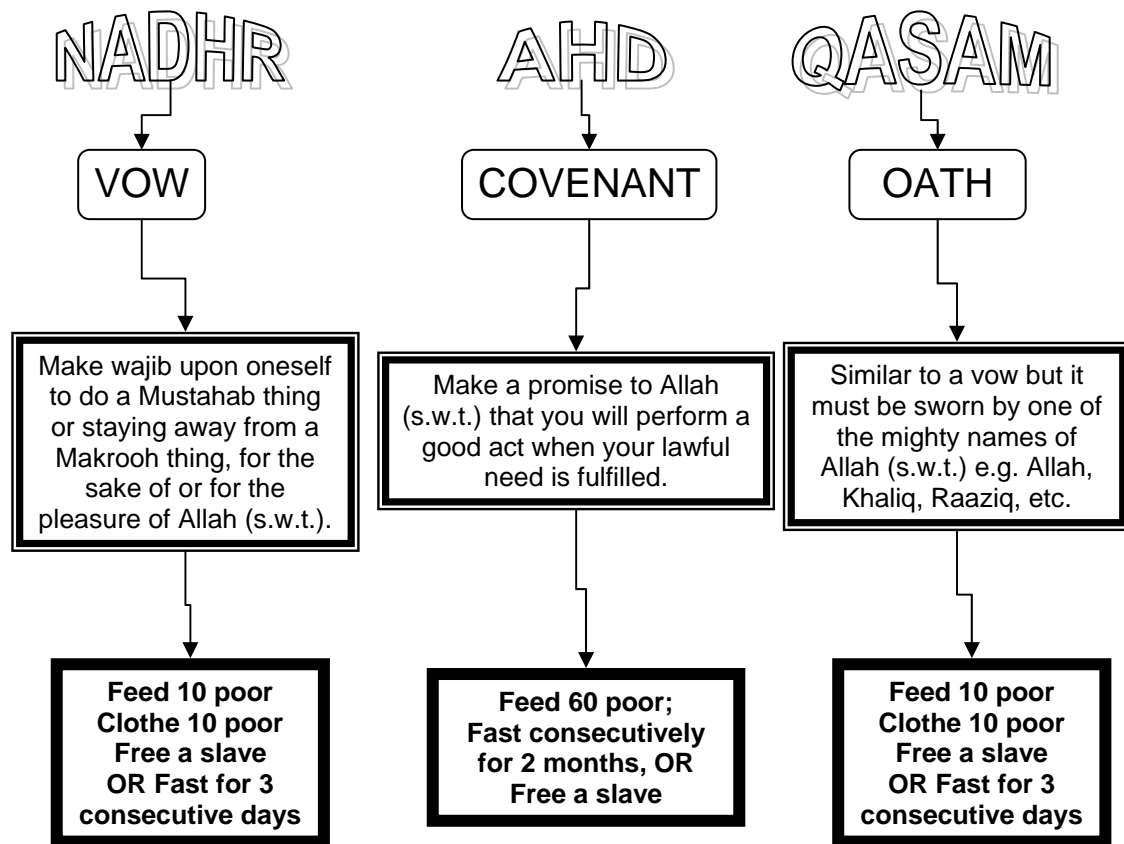 NADHR
VOW
Make wajib upon oneself
to do a Mustahab thing
or staying away from a
Makrooh thing, for the
sake of or for the
pleasure of Allah (s.w.t.).
Feed 10 poor
Clothe 10 poor
Free a slave
OR Fast for 3
consecutive days
AHD
COVENANT
Make a promise to Allah
(s.w.t.) that you will perform a
good act when your lawful
need is fulfilled.
Feed 60 poor;
Fast consecutively
for 2 months, OR
Free a slave
QASAM
OATH
Similar to a vow but it
must be sworn by one of
the mighty names of
Allah (s.w.t.) e.g. Allah,
Khaliq, Raaziq, etc.
Feed 10 poor
Clothe 10 poor
Free a slave
OR Fast for 3
consecutive days